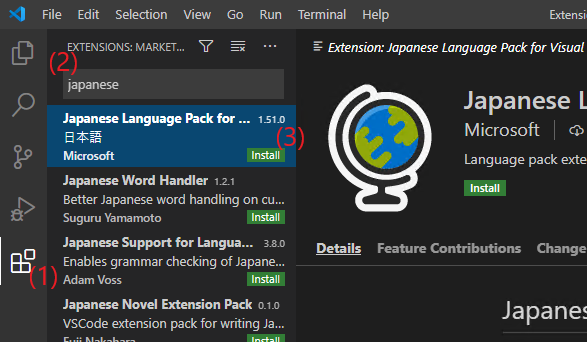 File Edit Selection View Go Run Terminal Help Extension
EXTENSIONS: MARKET... ...
(2)
japanese
Japanese Language Pack for ... 1.51.0
日本語
(3)
Microsoft Install
Japanese Word Handler 1.2.1
Better Japanese word handling on cu...
Suguru Yamamoto Install
(1)
Japanese Support for Langua... 3.8.0
Enables grammar checking of Japane...
Adam Voss Install
Japanese Novel Extension Pack 0.1.0
VSCode extension pack for writing Ja...
Install
Extension: Japanese Language Pack for Visual
Japanese L
Microsoft
Language pack exte
Install
Details Feature Contributions Change
Japanes